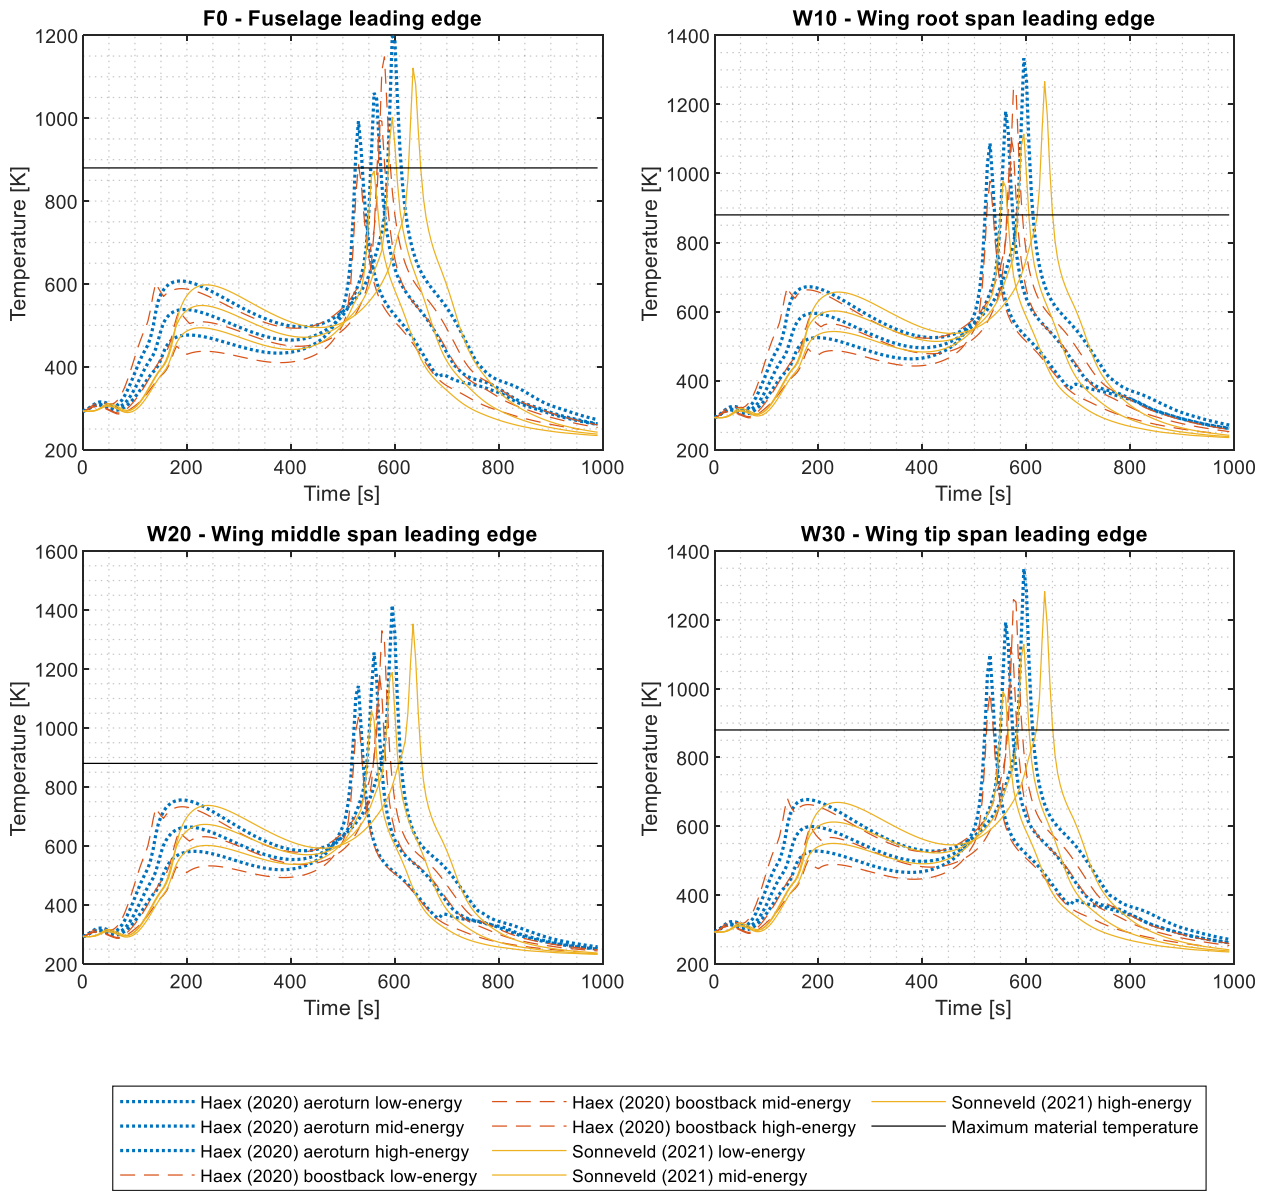 F0 - Fuselage leading edge
1200
1000
800
600
400
200
0 200 400 600 800 1000
Temperature [K]
Time [s]
W10 - Wing root span leading edge
1400
1200
1000
800
600
400
200
0 200 400 600 800 1000
Temperature [K]
Time [s]
W20 - Wing middle span leading edge
1600
1400
1200
1000
800
600
400
200
0 200 400 600 800 1000
Temperature [K]
Time [s]
W30 - Wing tip span leading edge
1400
1200
1000
800
600
400
200
0 200 400 600 800 1000
Temperature [K]
Time [s]
Haex (2020) aeroturn low-energy
Haex (2020) aeroturn mid-energy
Haex (2020) aeroturn high-energy
Haex (2020) boostback low-energy
Haex (2020) boostback mid-energy
Haex (2020) boostback high-energy
Sonneveld (2021) low-energy
Sonneveld (2021) mid-energy
Sonneveld (2021) high-energy
Maximum material temperature